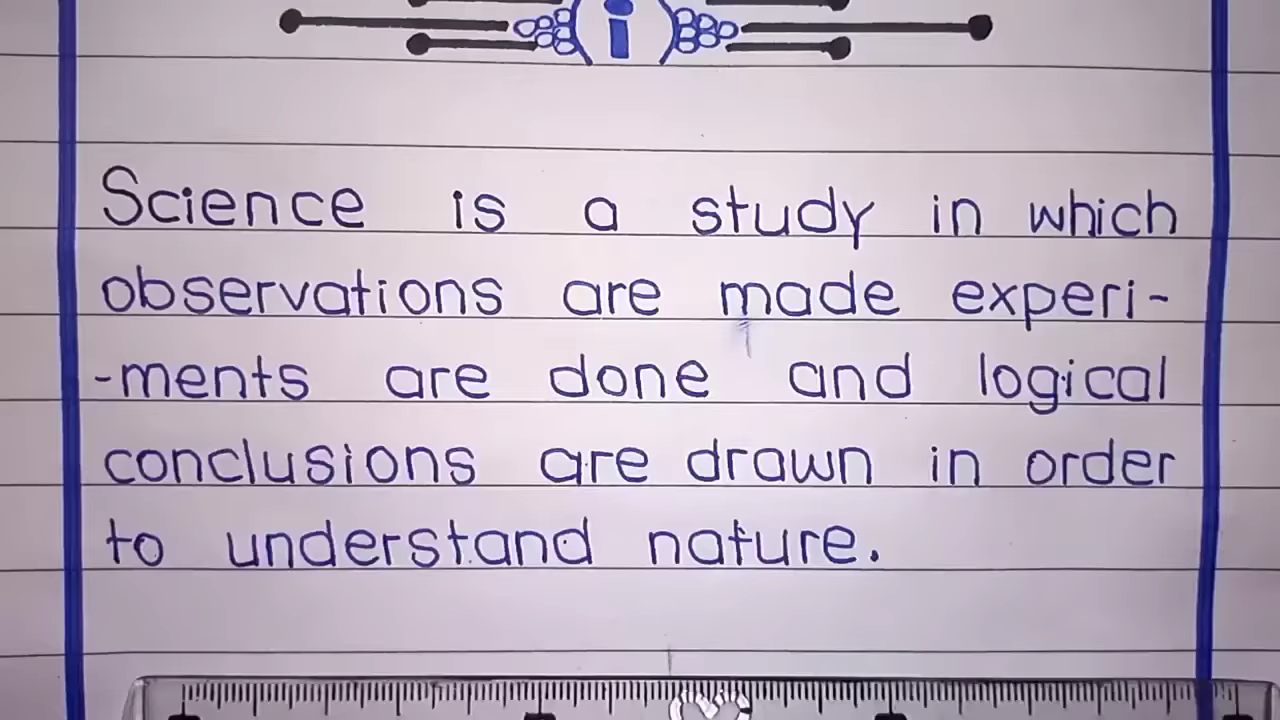 i
Science is a study in which
observations are made experi-
-ments are done and logical
conclusions are drawn in order
to understand nature.